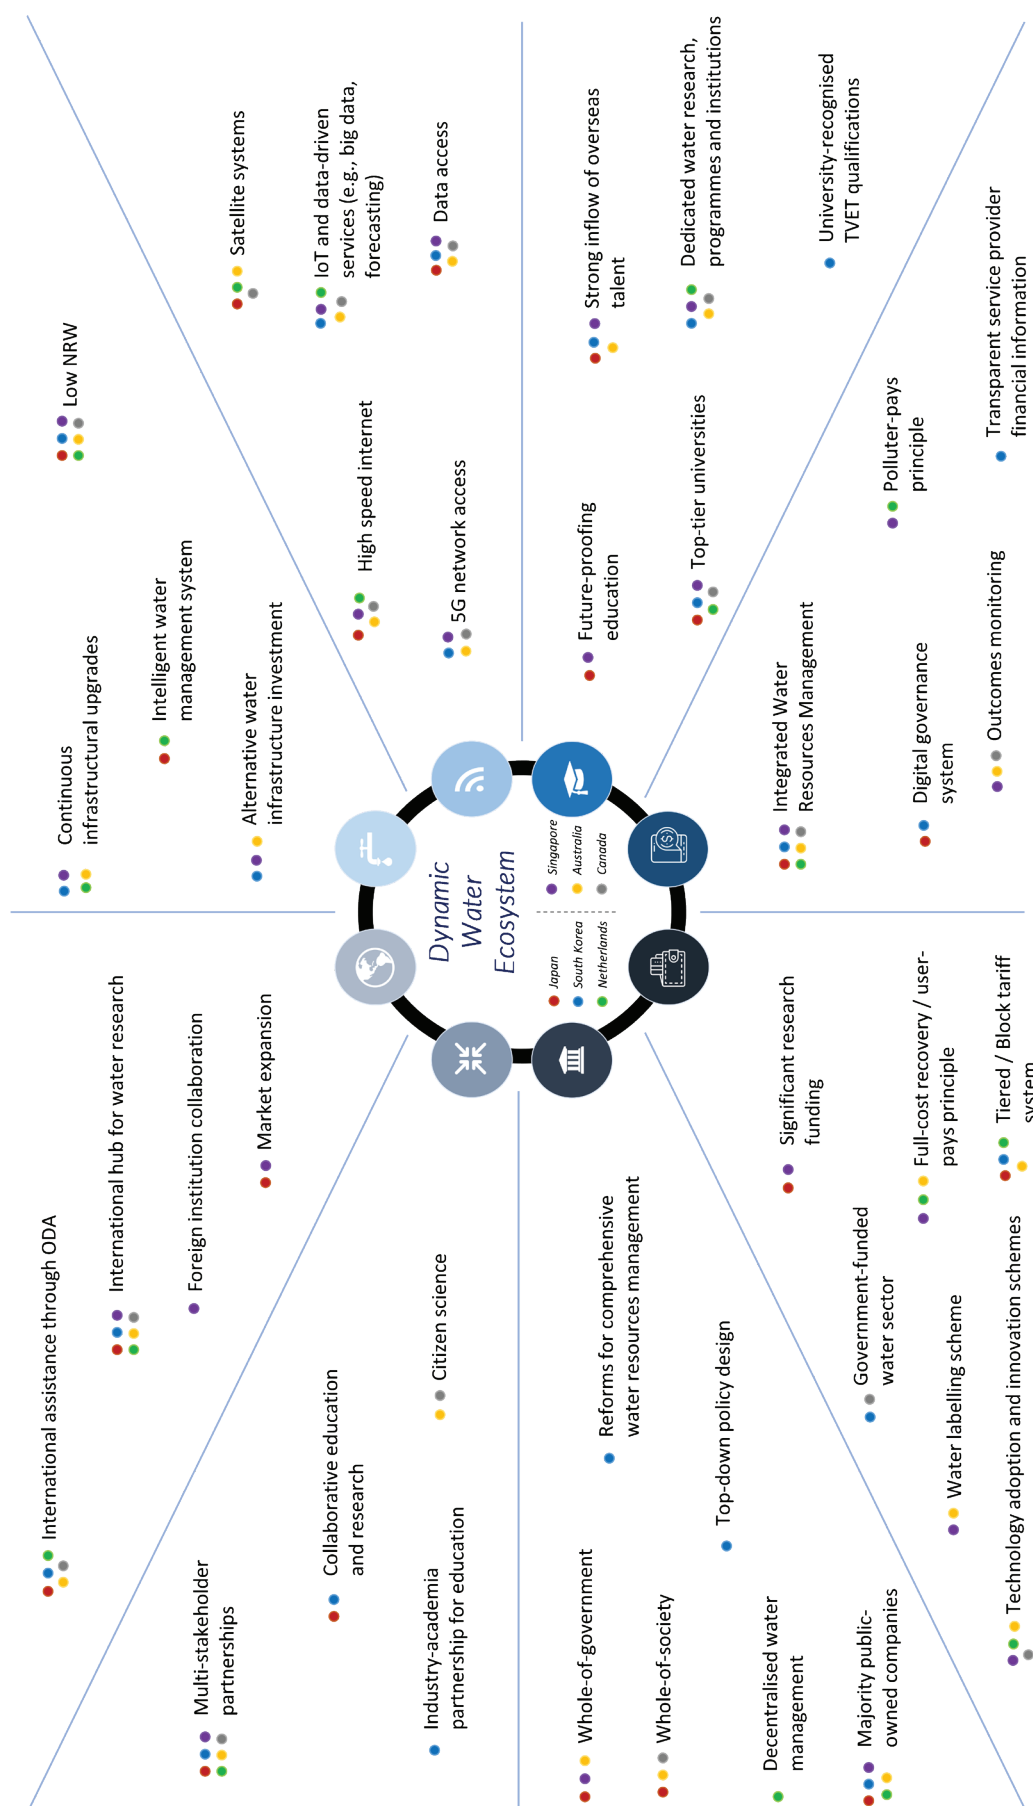 International assistance through ODA
International hub for water research
Foreign institution collaboration
Market expansion
Multi-stakeholder
partnerships
Collaborative education
and research
Citizen science
Industry-academia
partnership for education
Continuous
infrastructural upgrades
Low NRW
Intelligent water
management system
Alternative water
infrastructure investment
Satellite systems
IoT and data-driven
services (e.g., big data,
forecasting)
High speed internet
Data access
5G network access
Dynamic
Water
Ecosystem
Japan
South Korea
Netherlands
Singapore
Australia
Canada
Whole-of-government
Reforms for comprehensive
water resources management
Whole-of-society
Top-down policy design
Decentralised water
management
Majority public-
owned companies
Strong inflow of overseas
talent
Future-proofing
education
Dedicated water research,
programmes and institutions
Top-tier universities
University-recognised
TVET qualifications
Significant research
funding
Government-funded
water sector
Full-cost recovery / user-
pays principle
Water labelling scheme
Tiered / Block tariff
system
Technology adoption and innovation schemes
Integrated Water
Resources Management
Polluter-pays
principle
Digital governance
system
Transparent service provider
financial information
Outcomes monitoring